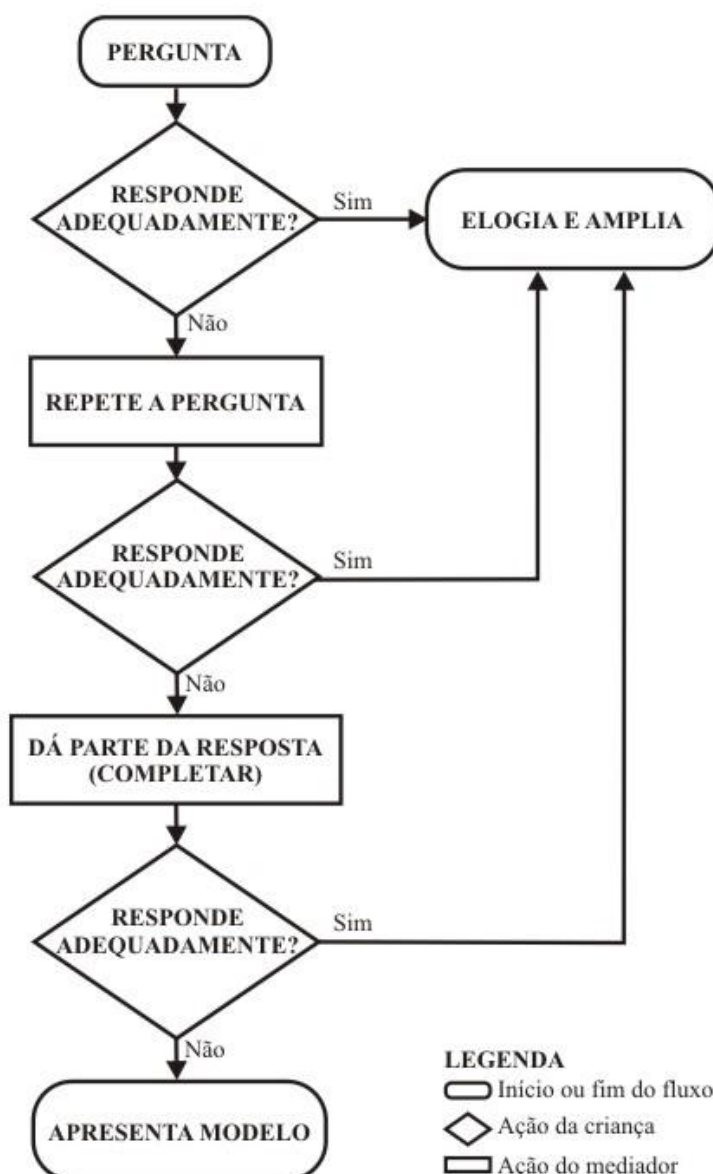 PERGUNTA
RESPONDE
ADEQUADAMENTE?
Sim
ELOGIA E AMPLIA
Não
REPETE A PERGUNTA
RESPONDE
ADEQUADAMENTE?
Sim
Não
DÁ PARTE DA RESPOSTA
(COMPLETAR)
RESPONDE
ADEQUADAMENTE?
Sim
Não
APRESENTA MODELO
LEGENDA
Início ou fim do fluxo
Ação da criança
Ação do mediador